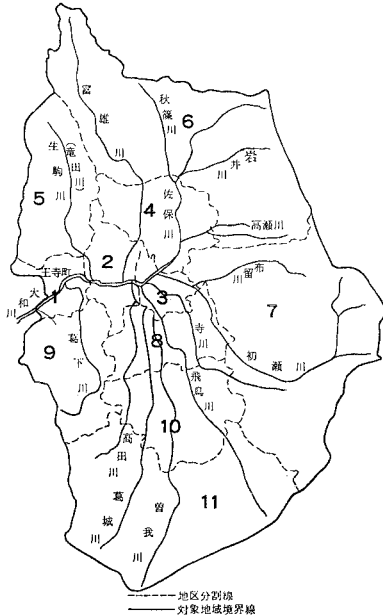 富雄川
秋篠川
6
岩井川
生駒川
(竜田川)
5
4
佐保川
高瀬川
2
王寺町
布留川
大和川
1
3
7
寺川
初瀬川
9
葛下川
8
飛鳥川
10
高田川
葛城川
曽我川
11
地区分割線
対象地域境界線